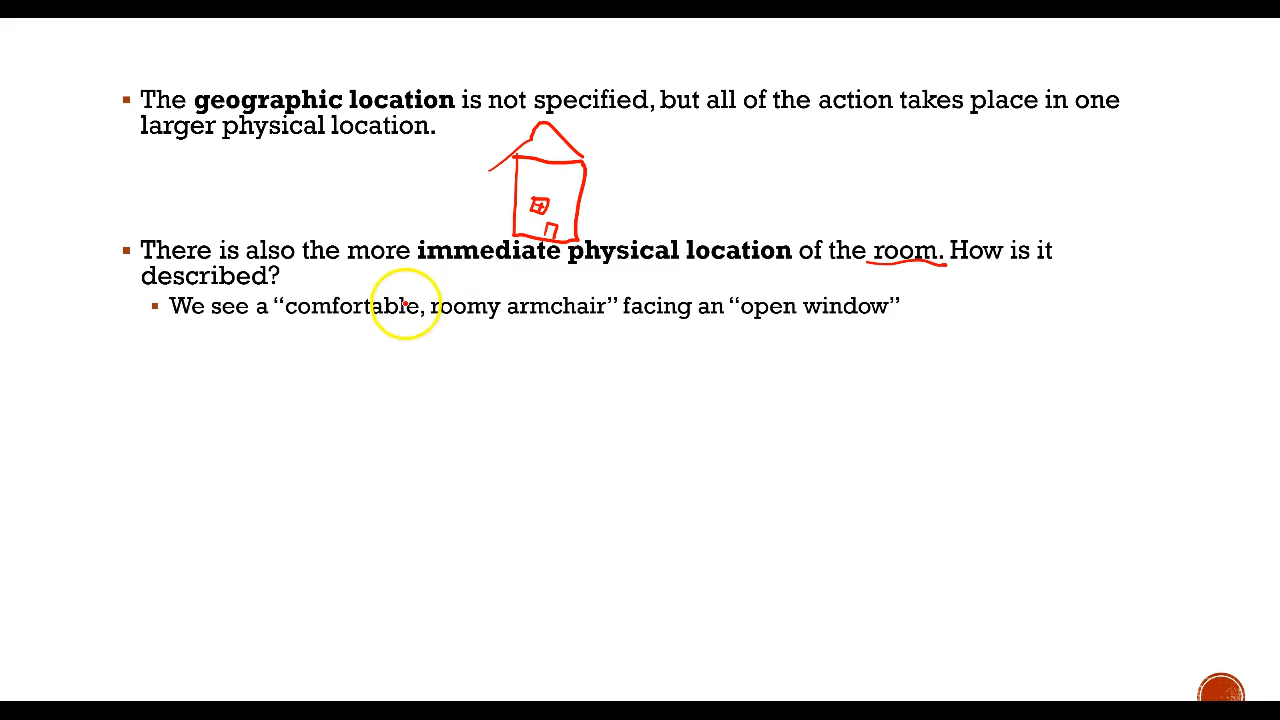 The geographic location is not specified, but all of the action takes place in one
larger physical location.
There is also the more immediate physical location of the room. How is it
described?
We see a “comfortable, roomy armchair” facing an “open window”